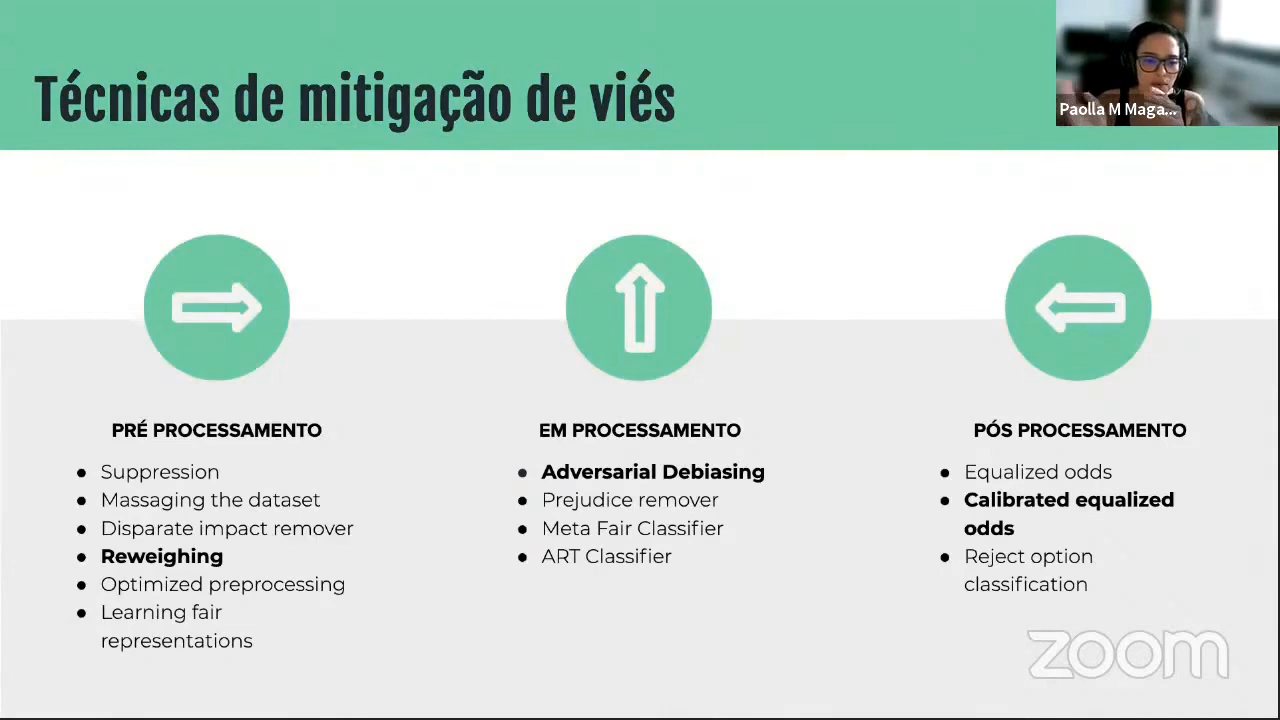 Técnicas de mitigação de viés
Paolla M Maga...
PRÉ PROCESSAMENTO
● Suppression
● Massaging the dataset
● Disparate impact remover
● Reweighing
● Optimized preprocessing
● Learning fair
representations
EM PROCESSAMENTO
● Adversarial Debiasing
● Prejudice remover
● Meta Fair Classifier
● ART Classifier
PÓS PROCESSAMENTO
● Equalized odds
● Calibrated equalized
odds
● Reject option
classification
zoom